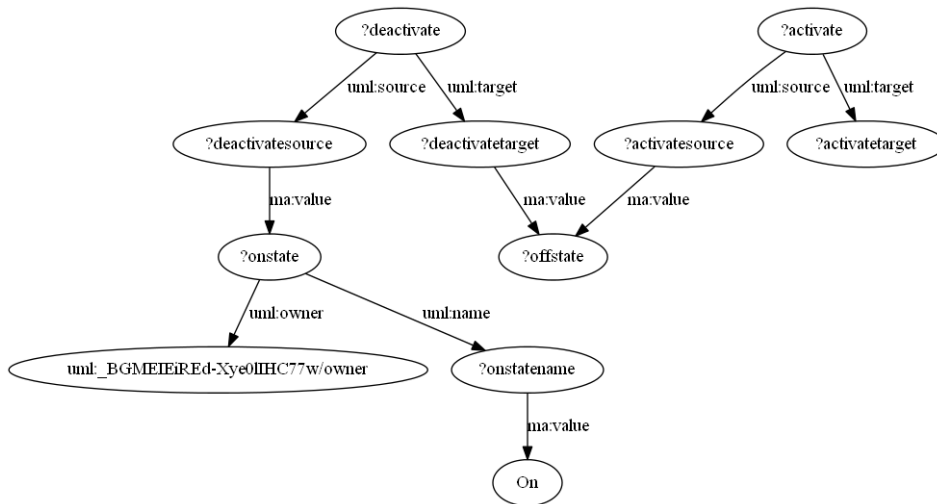 ?deactivate
?activate
uml:source
uml:target
uml:source
uml:target
?deactivatesource
?deactivatetarget
?activatesource
?activatetarget
ma:value
ma:value
ma:value
?onstate
?offstate
uml:owner
uml:name
uml:_BGMEIEiREd-Xye0lIHC77w/owner
?onstatename
ma:value
On